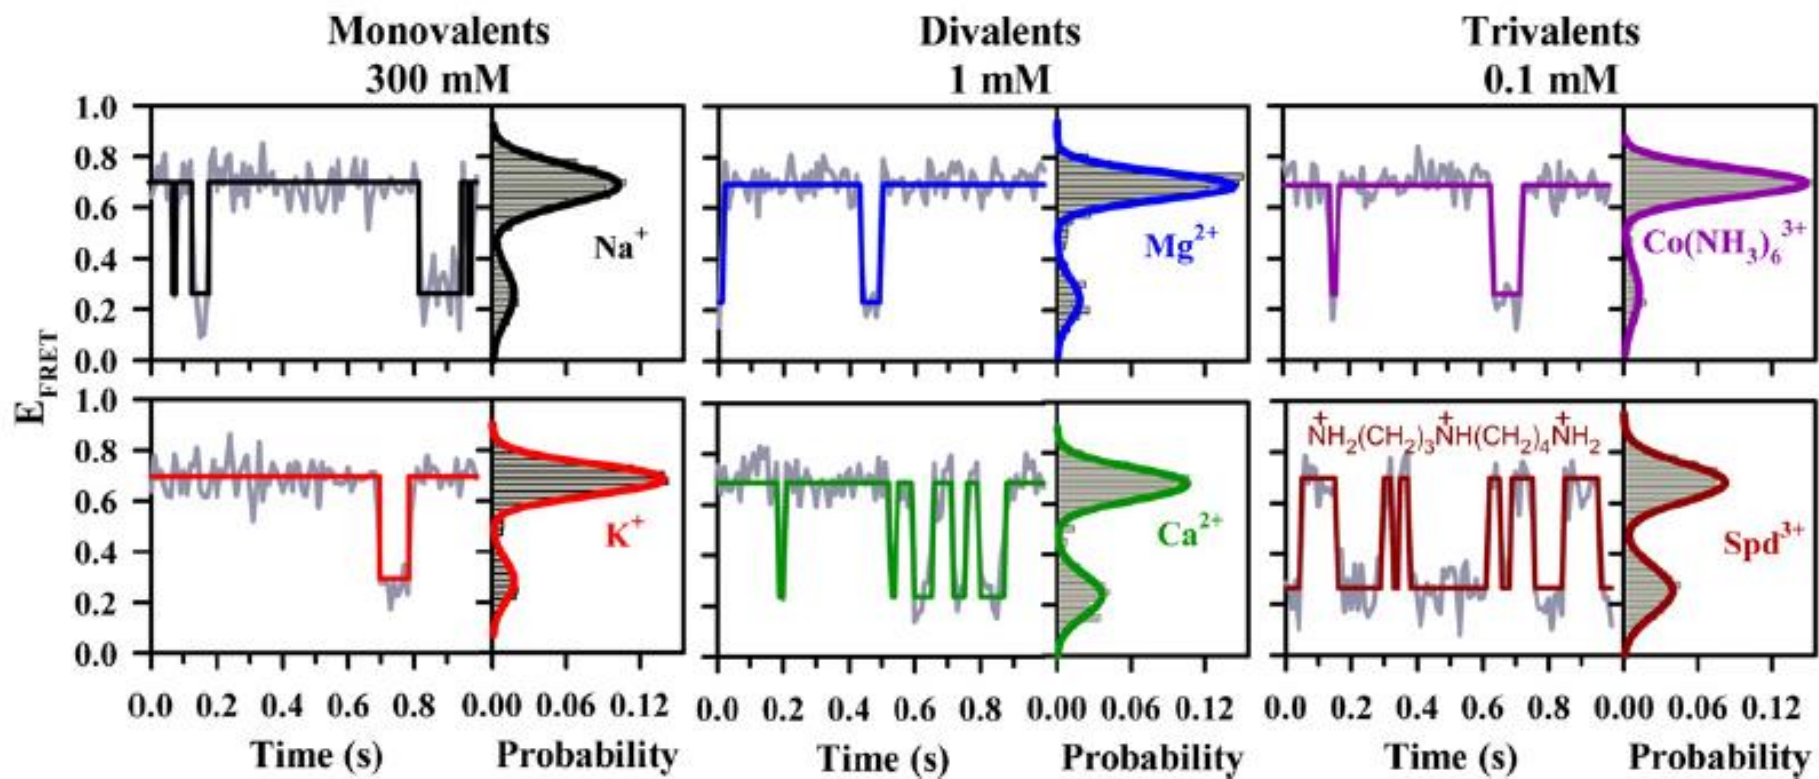 Monovalents
300 mM
Divalents
1 mM
Trivalents
0.1 mM
E_FRET
1.0
0.8
0.6
0.4
0.2
0.0
Na⁺
Mg²⁺
Co(NH₃)₆³⁺
1.0
0.8
0.6
0.4
0.2
0.0
K⁺
Ca²⁺
N⁺H₂(CH₂)₃N⁺H(CH₂)₄N⁺H₂
Spd³⁺
0.0 0.2 0.4 0.6 0.8 0.00 0.06 0.12
0.0 0.2 0.4 0.6 0.8 0.00 0.06 0.12
0.0 0.2 0.4 0.6 0.8 0.00 0.06 0.12
Time (s) Probability
Time (s) Probability
Time (s) Probability